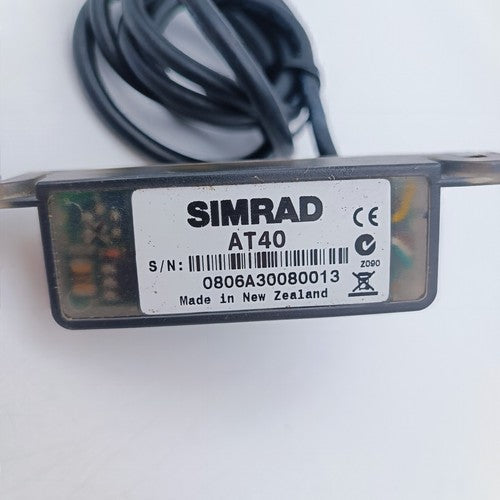 SIMRAD
AT40
S/N:
0806A30080013
Made in New Zealand
CE
Z090